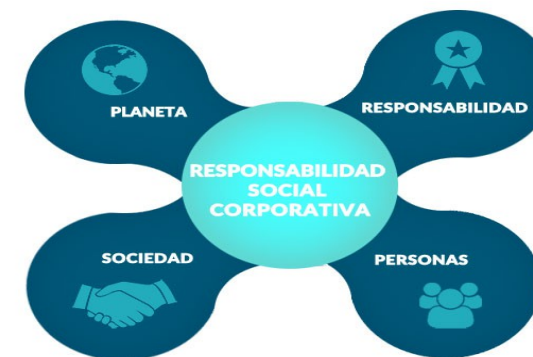 PLANETA
RESPONSABILIDAD
RESPONSABILIDAD
SOCIAL
CORPORATIVA
SOCIEDAD
PERSONAS